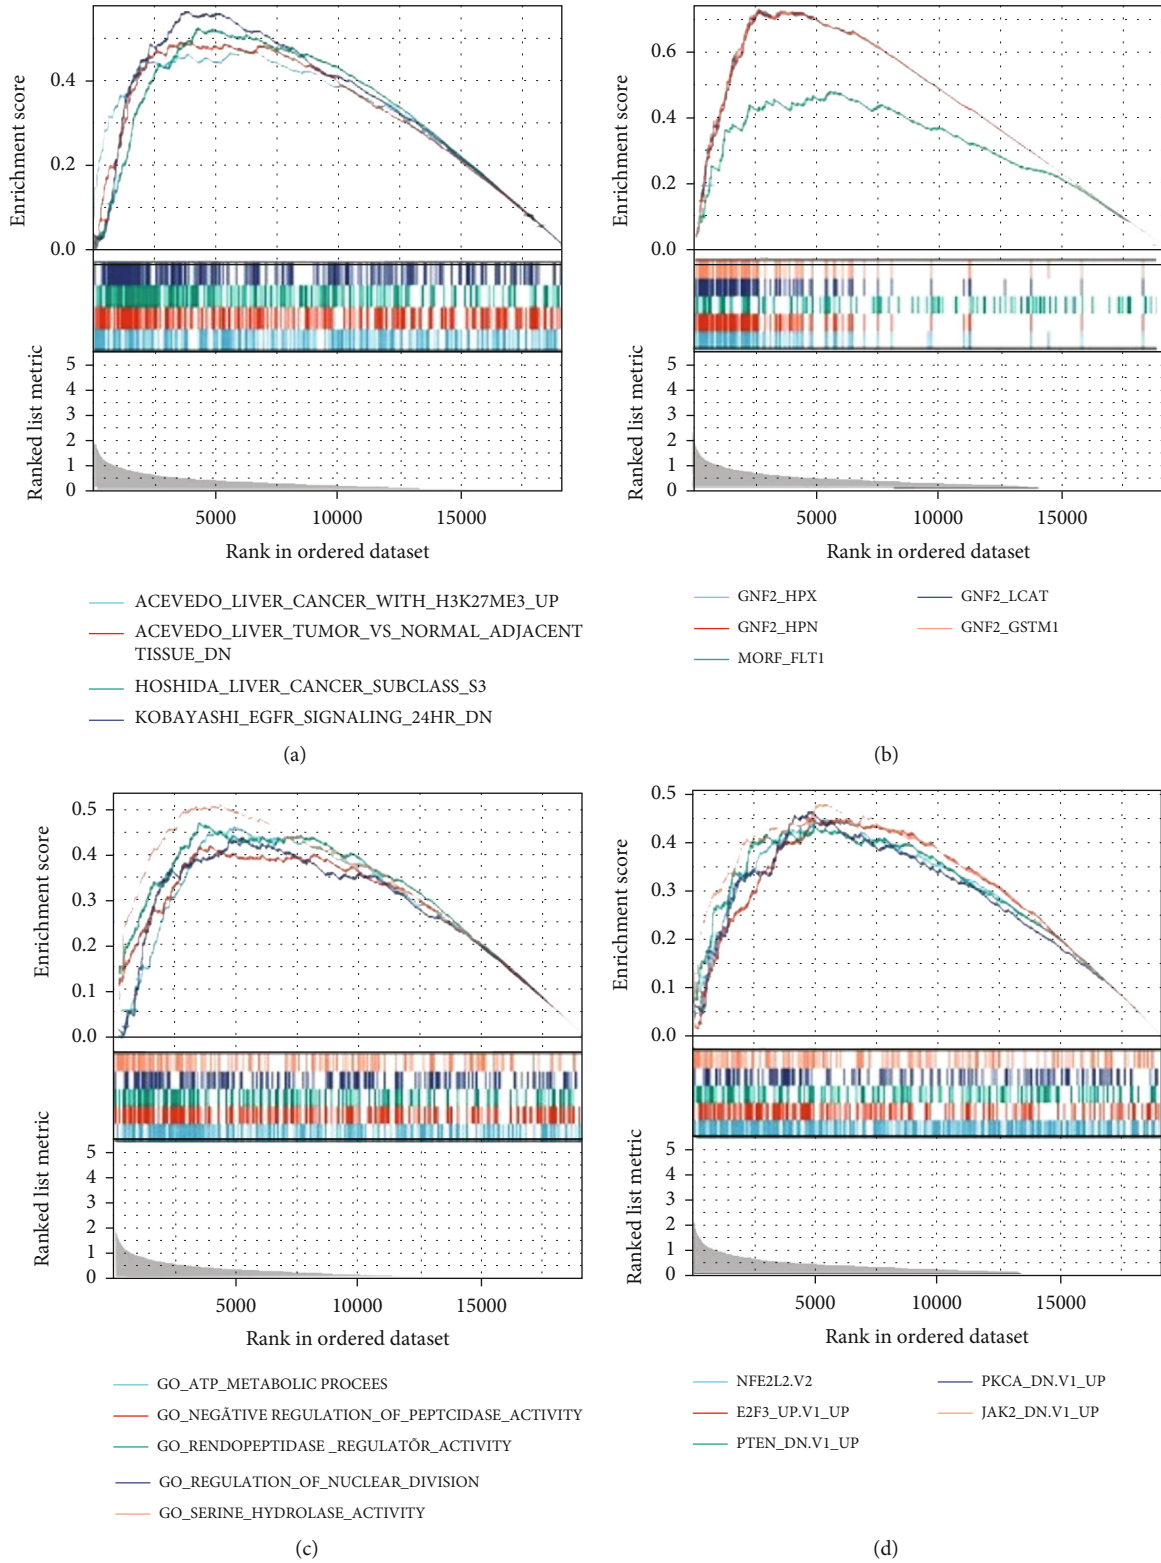 Enrichment score
0.4
0.2
0.0
Ranked list metric
5
4
3
2
1
0
5000 10000 15000
Rank in ordered dataset
ACEVEDO_LIVER_CANCER_WITH_H3K27ME3_UP
ACEVEDO_LIVER_TUMOR_VS_NORMAL_ADJACENT
TISSUE_DN
HOSHIDA_LIVER_CANCER_SUBCLASS_S3
KOBAYASHI_EGFR_SIGNALING_24HR_DN
(a)
Enrichment score
0.6
0.4
0.2
0.0
Ranked list metric
5
4
3
2
1
0
5000 10000 15000
Rank in ordered dataset
GNF2_HPX
GNF2_HPN
MORF_FLT1
GNF2_LCAT
GNF2_GSTM1
(b)
Enrichment score
0.5
0.4
0.3
0.2
0.1
0.0
Ranked list metric
5
4
3
2
1
0
5000 10000 15000
Rank in ordered dataset
GO_ATP_METABOLIC PROCEES
GO_NEGÃTIVE REGULATION_OF_PEPTCIDASE_ACTIVITY
GO_RENDOPEPTIDASE _REGULATÕR_ACTIVITY
GO_REGULATION_OF_NUCLEAR_DIVISION
GO_SERINE_HYDROLASE_ACTIVITY
(c)
Enrichment score
0.5
0.4
0.3
0.2
0.1
0.0
Ranked list metric
5
4
3
2
1
0
5000 10000 15000
Rank in ordered dataset
NFE2L2.V2
E2F3_UP.V1_UP
PTEN_DN.V1_UP
PKCA_DN.V1_UP
JAK2_DN.V1_UP
(d)